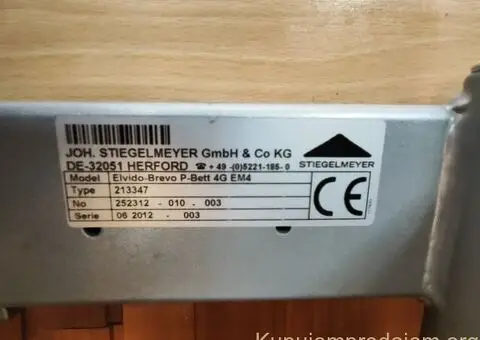 JOH. STIEGELMEYER GmbH & Co KG
DE-32051 HERFORD ☎ + 49 -(0)5221-185- 0
STIEGELMEYER
Model Elvido-Brevo P-Bett 4G EM4
Type 213347
No 252312 - 010 - 003
Serie 06 2012 - 003
CE